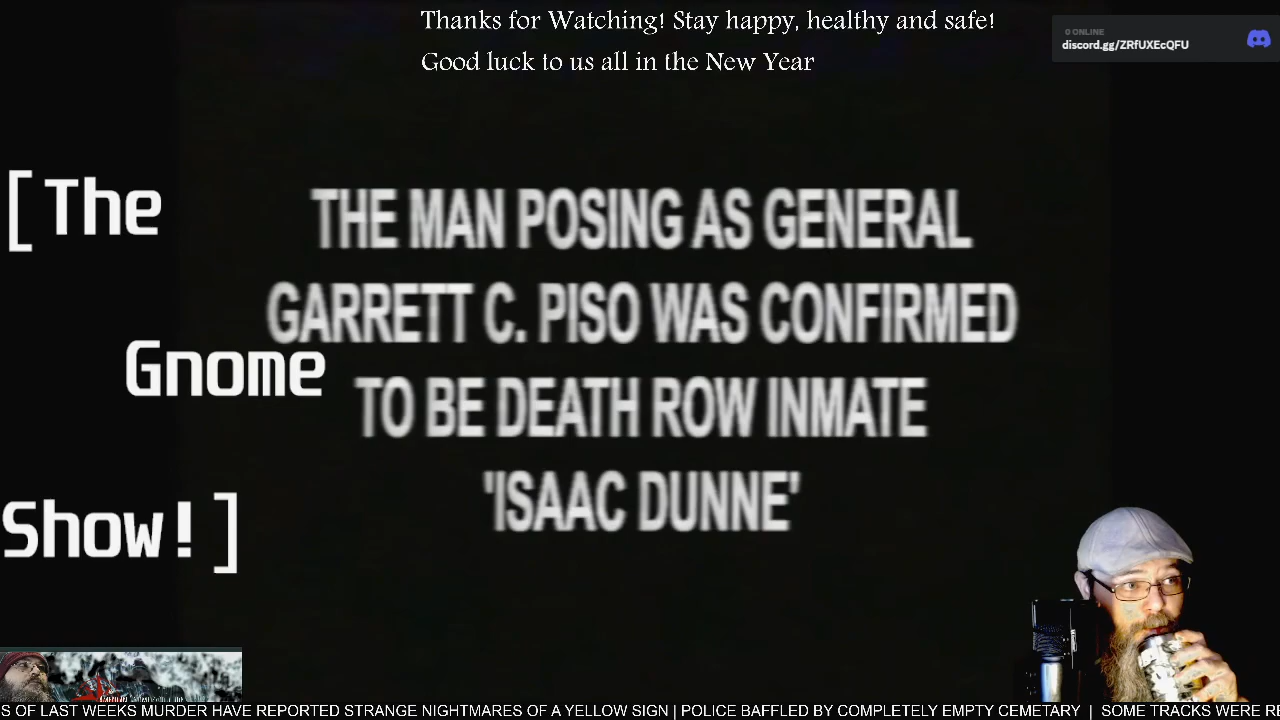 Thanks for Watching! Stay happy, healthy and safe!
Good luck to us all in the New Year
0 ONLINE
discord.gg/ZRfUXEcQFU
[The
Gnome
Show!]
THE MAN POSING AS GENERAL
GARRETT C. PISO WAS CONFIRMED
TO BE DEATH ROW INMATE
'ISAAC DUNNE'
S OF LAST WEEKS MURDER HAVE REPORTED STRANGE NIGHTMARES OF A YELLOW SIGN | POLICE BAFFLED BY COMPLETELY EMPTY CEMETARY | SOME TRACKS WERE RE